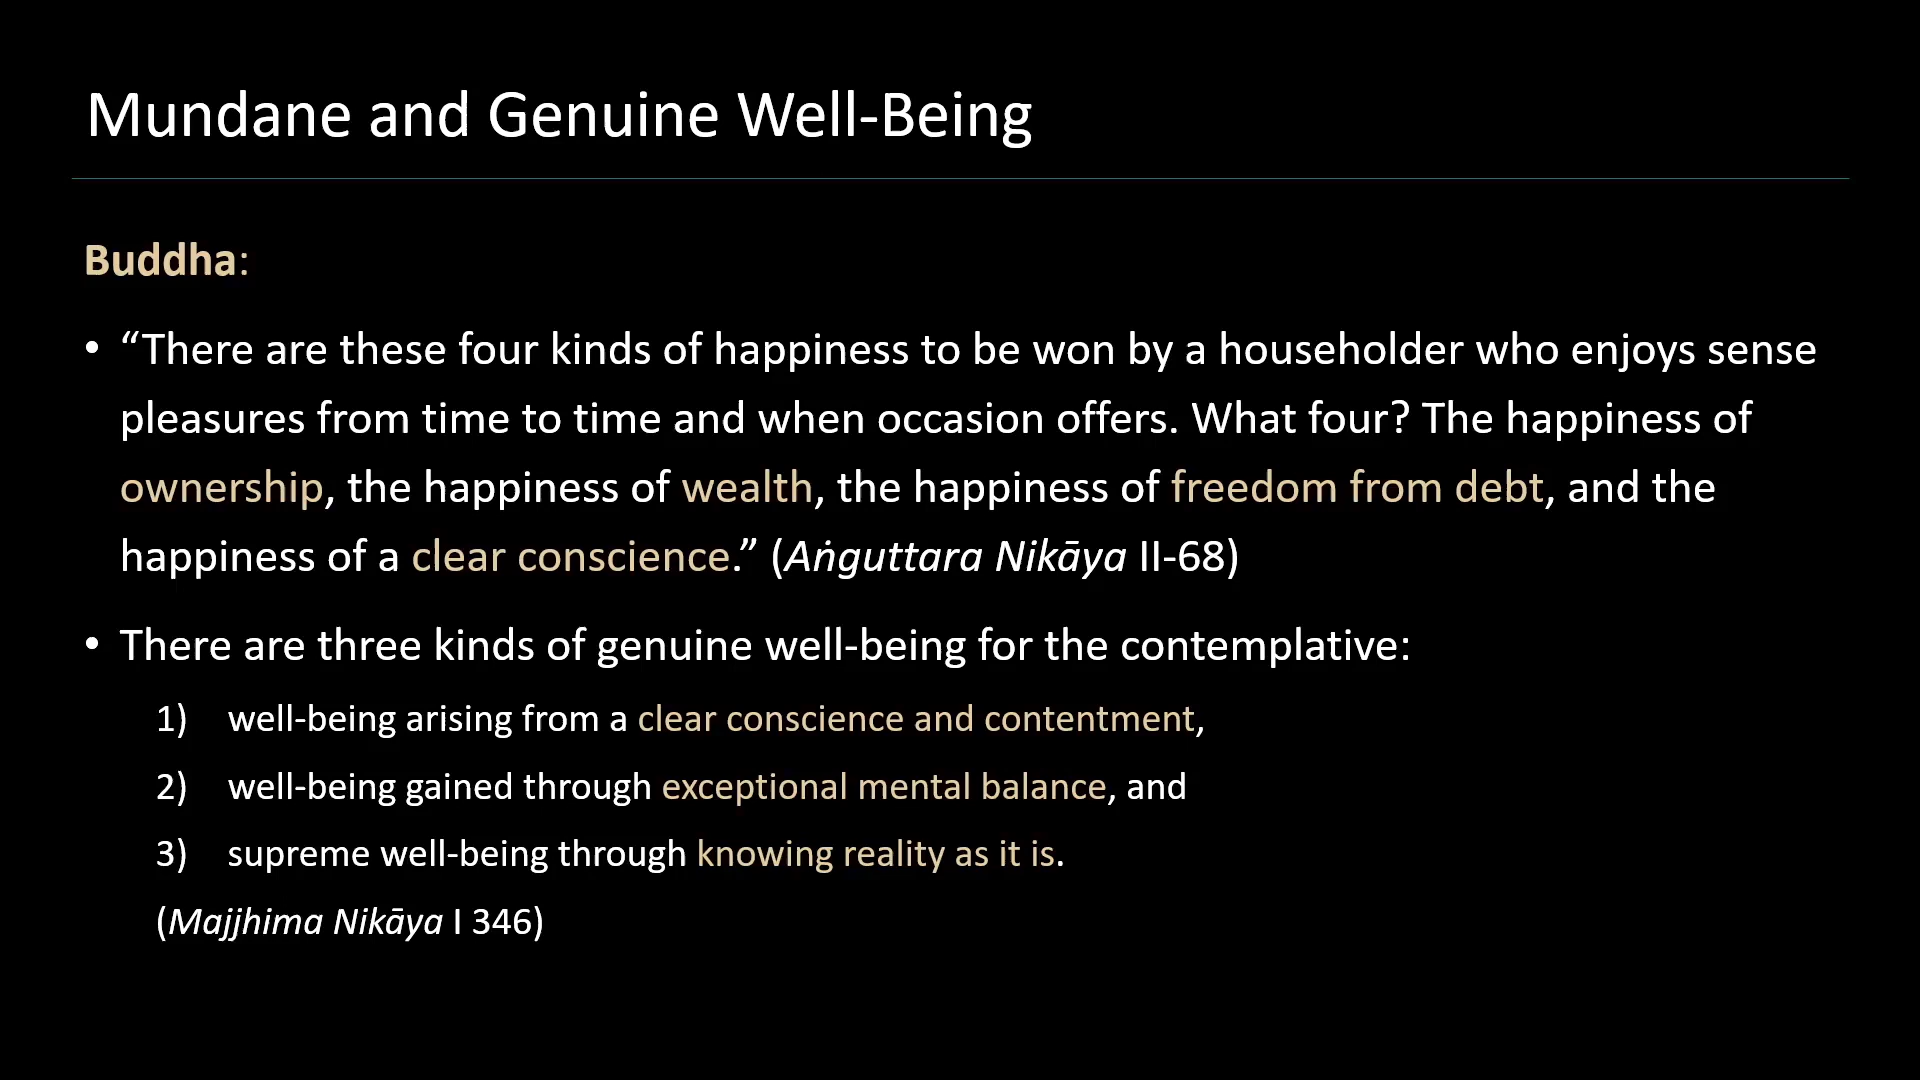 Mundane and Genuine Well-Being
Buddha:
• “There are these four kinds of happiness to be won by a householder who enjoys sense
pleasures from time to time and when occasion offers. What four? The happiness of
ownership, the happiness of wealth, the happiness of freedom from debt, and the
happiness of a clear conscience.” (Aṅguttara Nikāya II-68)
• There are three kinds of genuine well-being for the contemplative:
1) well-being arising from a clear conscience and contentment,
2) well-being gained through exceptional mental balance, and
3) supreme well-being through knowing reality as it is.
(Majjhima Nikāya I 346)